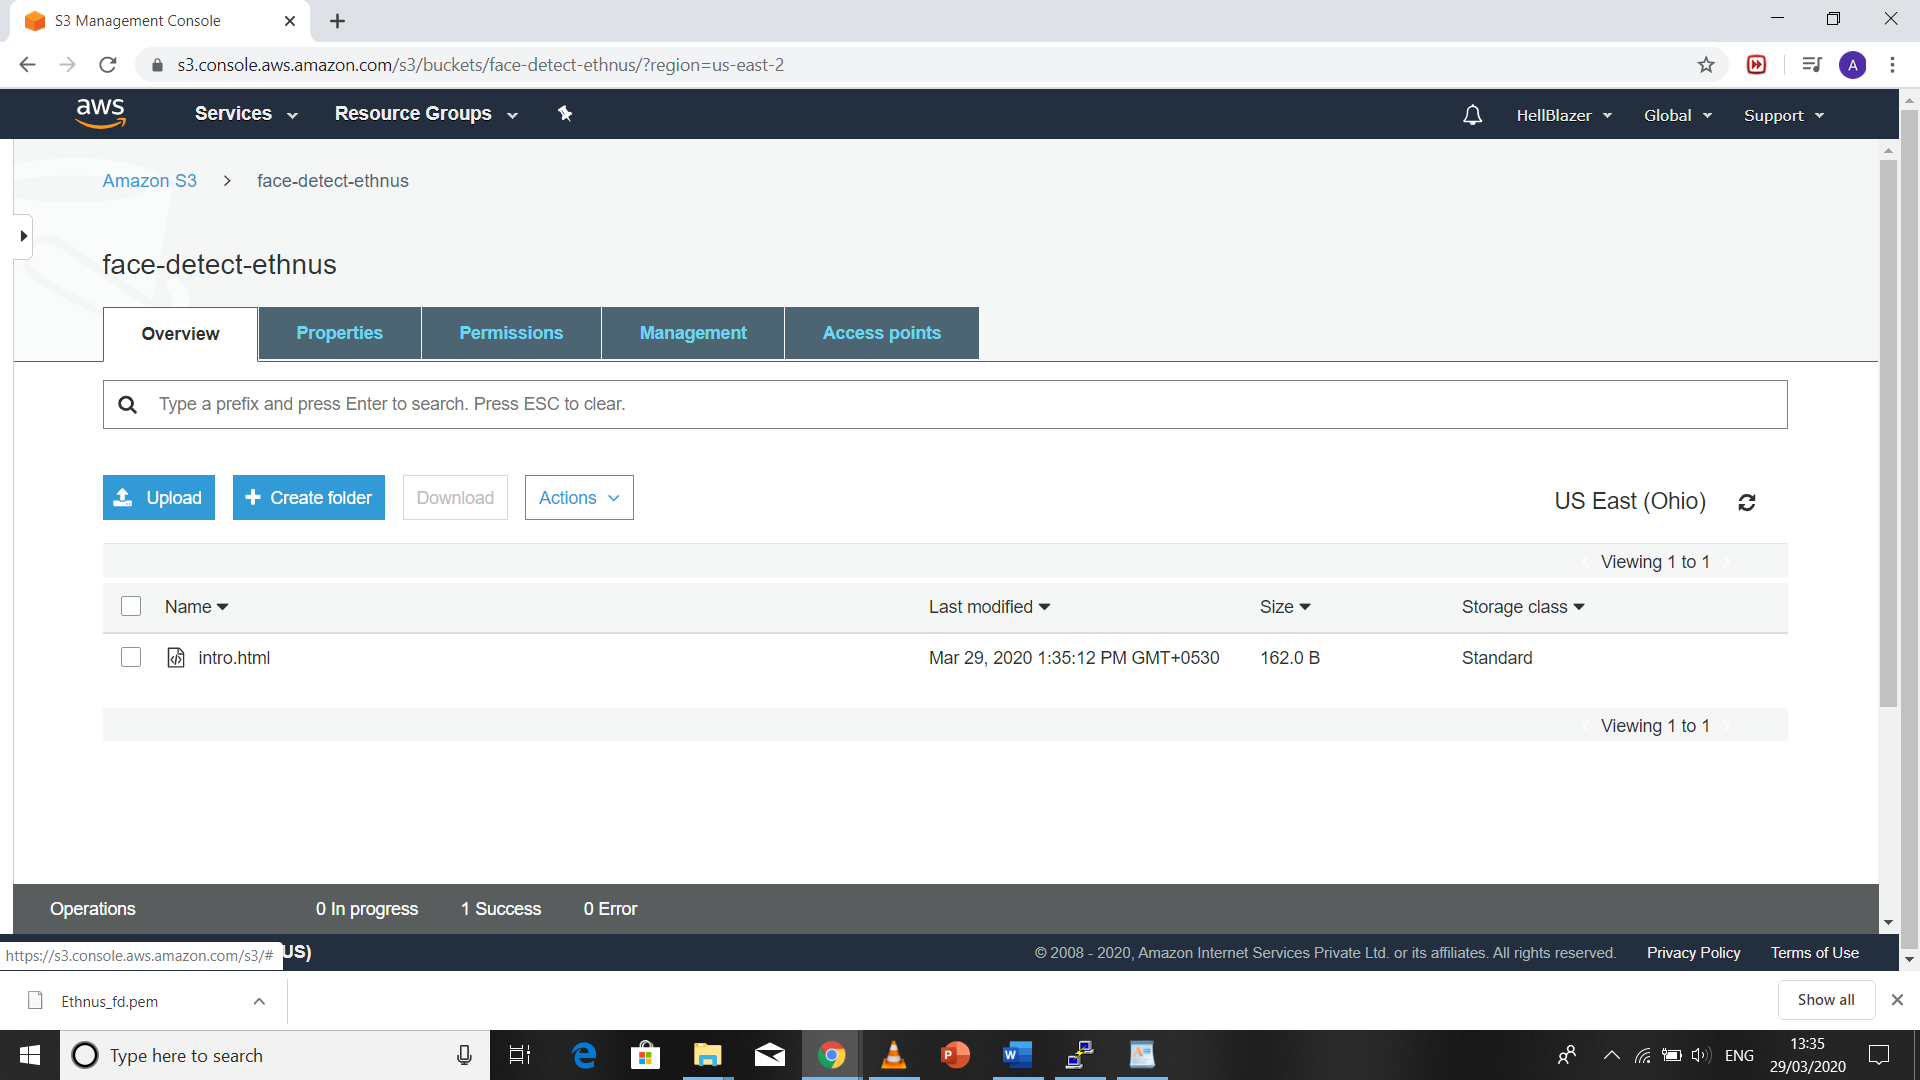 S3 Management Console
s3.console.aws.amazon.com/s3/buckets/face-detect-ethnus/?region=us-east-2
A
aws Services Resource Groups HellBlazer Global Support
Amazon S3 > face-detect-ethnus
face-detect-ethnus
Overview Properties Permissions Management Access points
Type a prefix and press Enter to search. Press ESC to clear.
Upload + Create folder Download Actions US East (Ohio)
Viewing 1 to 1
Name Last modified Size Storage class
intro.html Mar 29, 2020 1:35:12 PM GMT+0530 162.0 B Standard
Viewing 1 to 1
Operations 0 In progress 1 Success 0 Error
https://s3.console.aws.amazon.com/s3/# US) © 2008 - 2020, Amazon Internet Services Private Ltd. or its affiliates. All rights reserved. Privacy Policy Terms of Use
Ethnus_fd.pem Show all
Type here to search ENG 13:35
29/03/2020